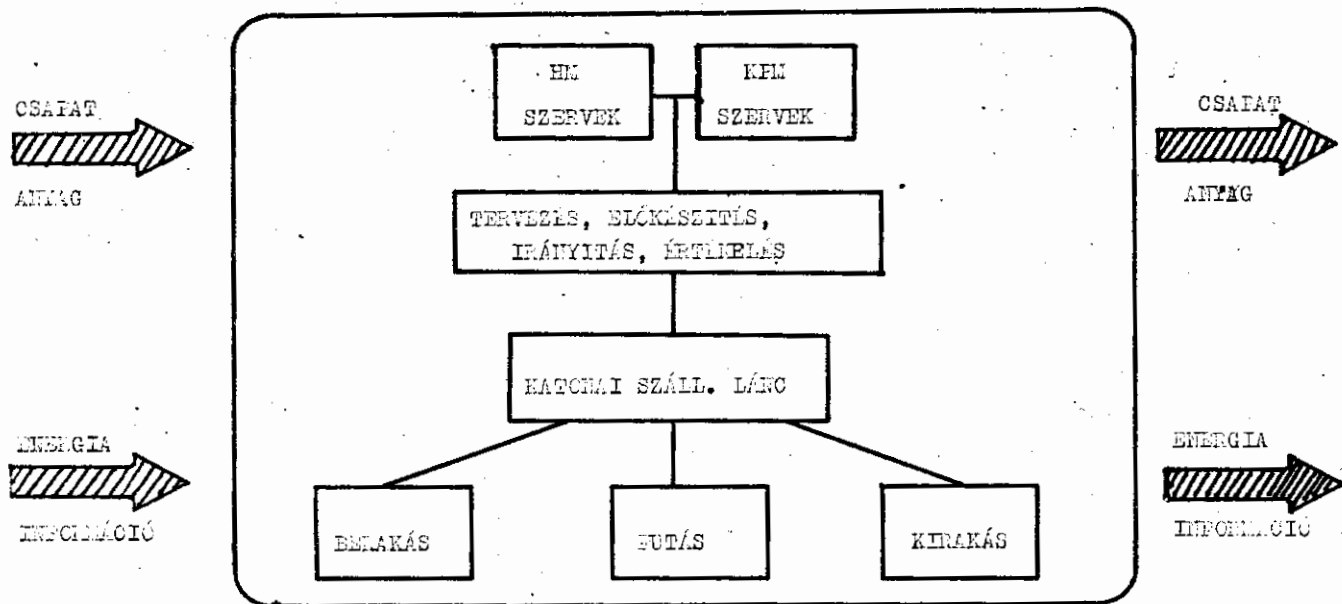 HM
SZERVEK
KPM
SZERVEK
CSAPAT
ANYAG
CSAPAT
ANYAG
TERVEZÉS, ELŐKÉSZITÉS,
IRÁNYITÁS, ÉRTÉKELÉS
KATONAI SZÁLL. LÁNC
ENERGIA
INFORMÁCIÓ
ENERGIA
INFORMÁCIÓ
BERAKÁS
FUTÁS
KIRAKÁS